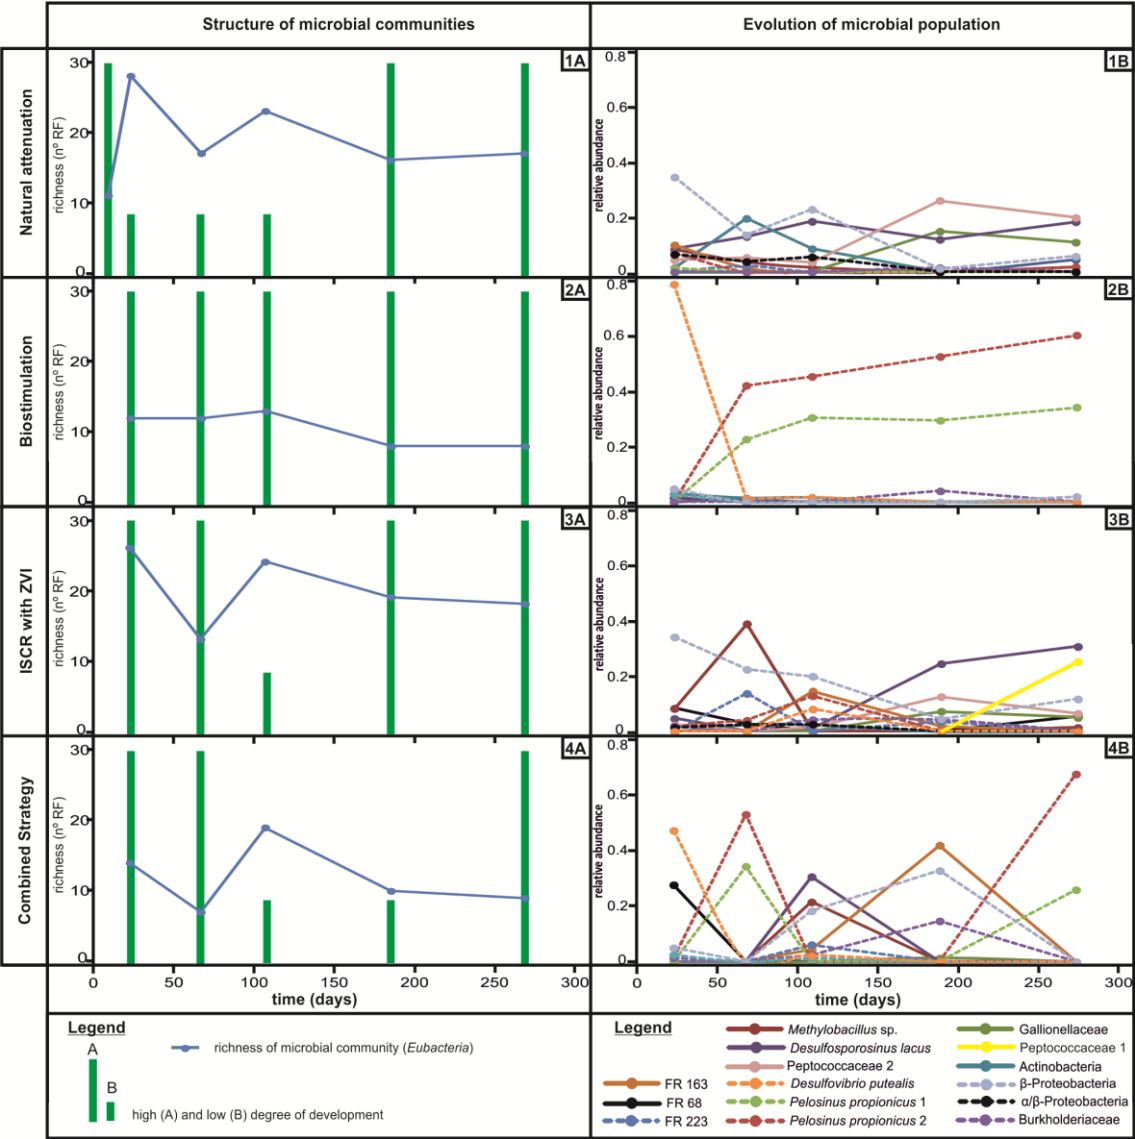 Structure of microbial communities
Evolution of microbial population
Natural attenuation
richness (nº RF)
30
20
10
0
1A
relative abundance
0.8
0.6
0.4
0.2
0
1B
Biostimulation
richness (nº RF)
30
20
10
0
2A
relative abundance
0.8
0.6
0.4
0.2
0
2B
ISCR with ZVI
richness (nº RF)
30
20
10
0
3A
relative abundance
0.8
0.6
0.4
0.2
0
3B
Combined Strategy
richness (nº RF)
30
20
10
0
4A
relative abundance
0.8
0.6
0.4
0.2
0
4B
0 50 100 150 200 250 300
time (days)
0 50 100 150 200 250 300
time (days)
Legend
A
B
richness of microbial community (Eubacteria)
high (A) and low (B) degree of development
Legend
FR 163
FR 68
FR 223
Methylobacillus sp.
Desulfosporosinus lacus
Peptococcaceae 2
Desulfovibrio putealis
Pelosinus propionicus 1
Pelosinus propionicus 2
Gallionellaceae
Peptococcaceae 1
Actinobacteria
β-Proteobacteria
α/β-Proteobacteria
Burkholderiaceae